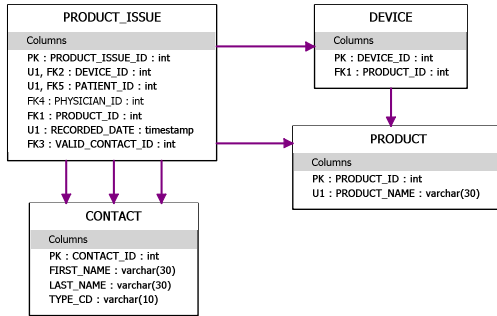 PRODUCT_ISSUE
Columns
PK : PRODUCT_ISSUE_ID : int
U1, FK2 : DEVICE_ID : int
U1, FK5 : PATIENT_ID : int
FK4 : PHYSICIAN_ID : int
FK1 : PRODUCT_ID : int
U1 : RECORDED_DATE : timestamp
FK3 : VALID_CONTACT_ID : int
DEVICE
Columns
PK : DEVICE_ID : int
FK1 : PRODUCT_ID : int
PRODUCT
Columns
PK : PRODUCT_ID : int
U1 : PRODUCT_NAME : varchar(30)
CONTACT
Columns
PK : CONTACT_ID : int
FIRST_NAME : varchar(30)
LAST_NAME : varchar(30)
TYPE_CD : varchar(10)